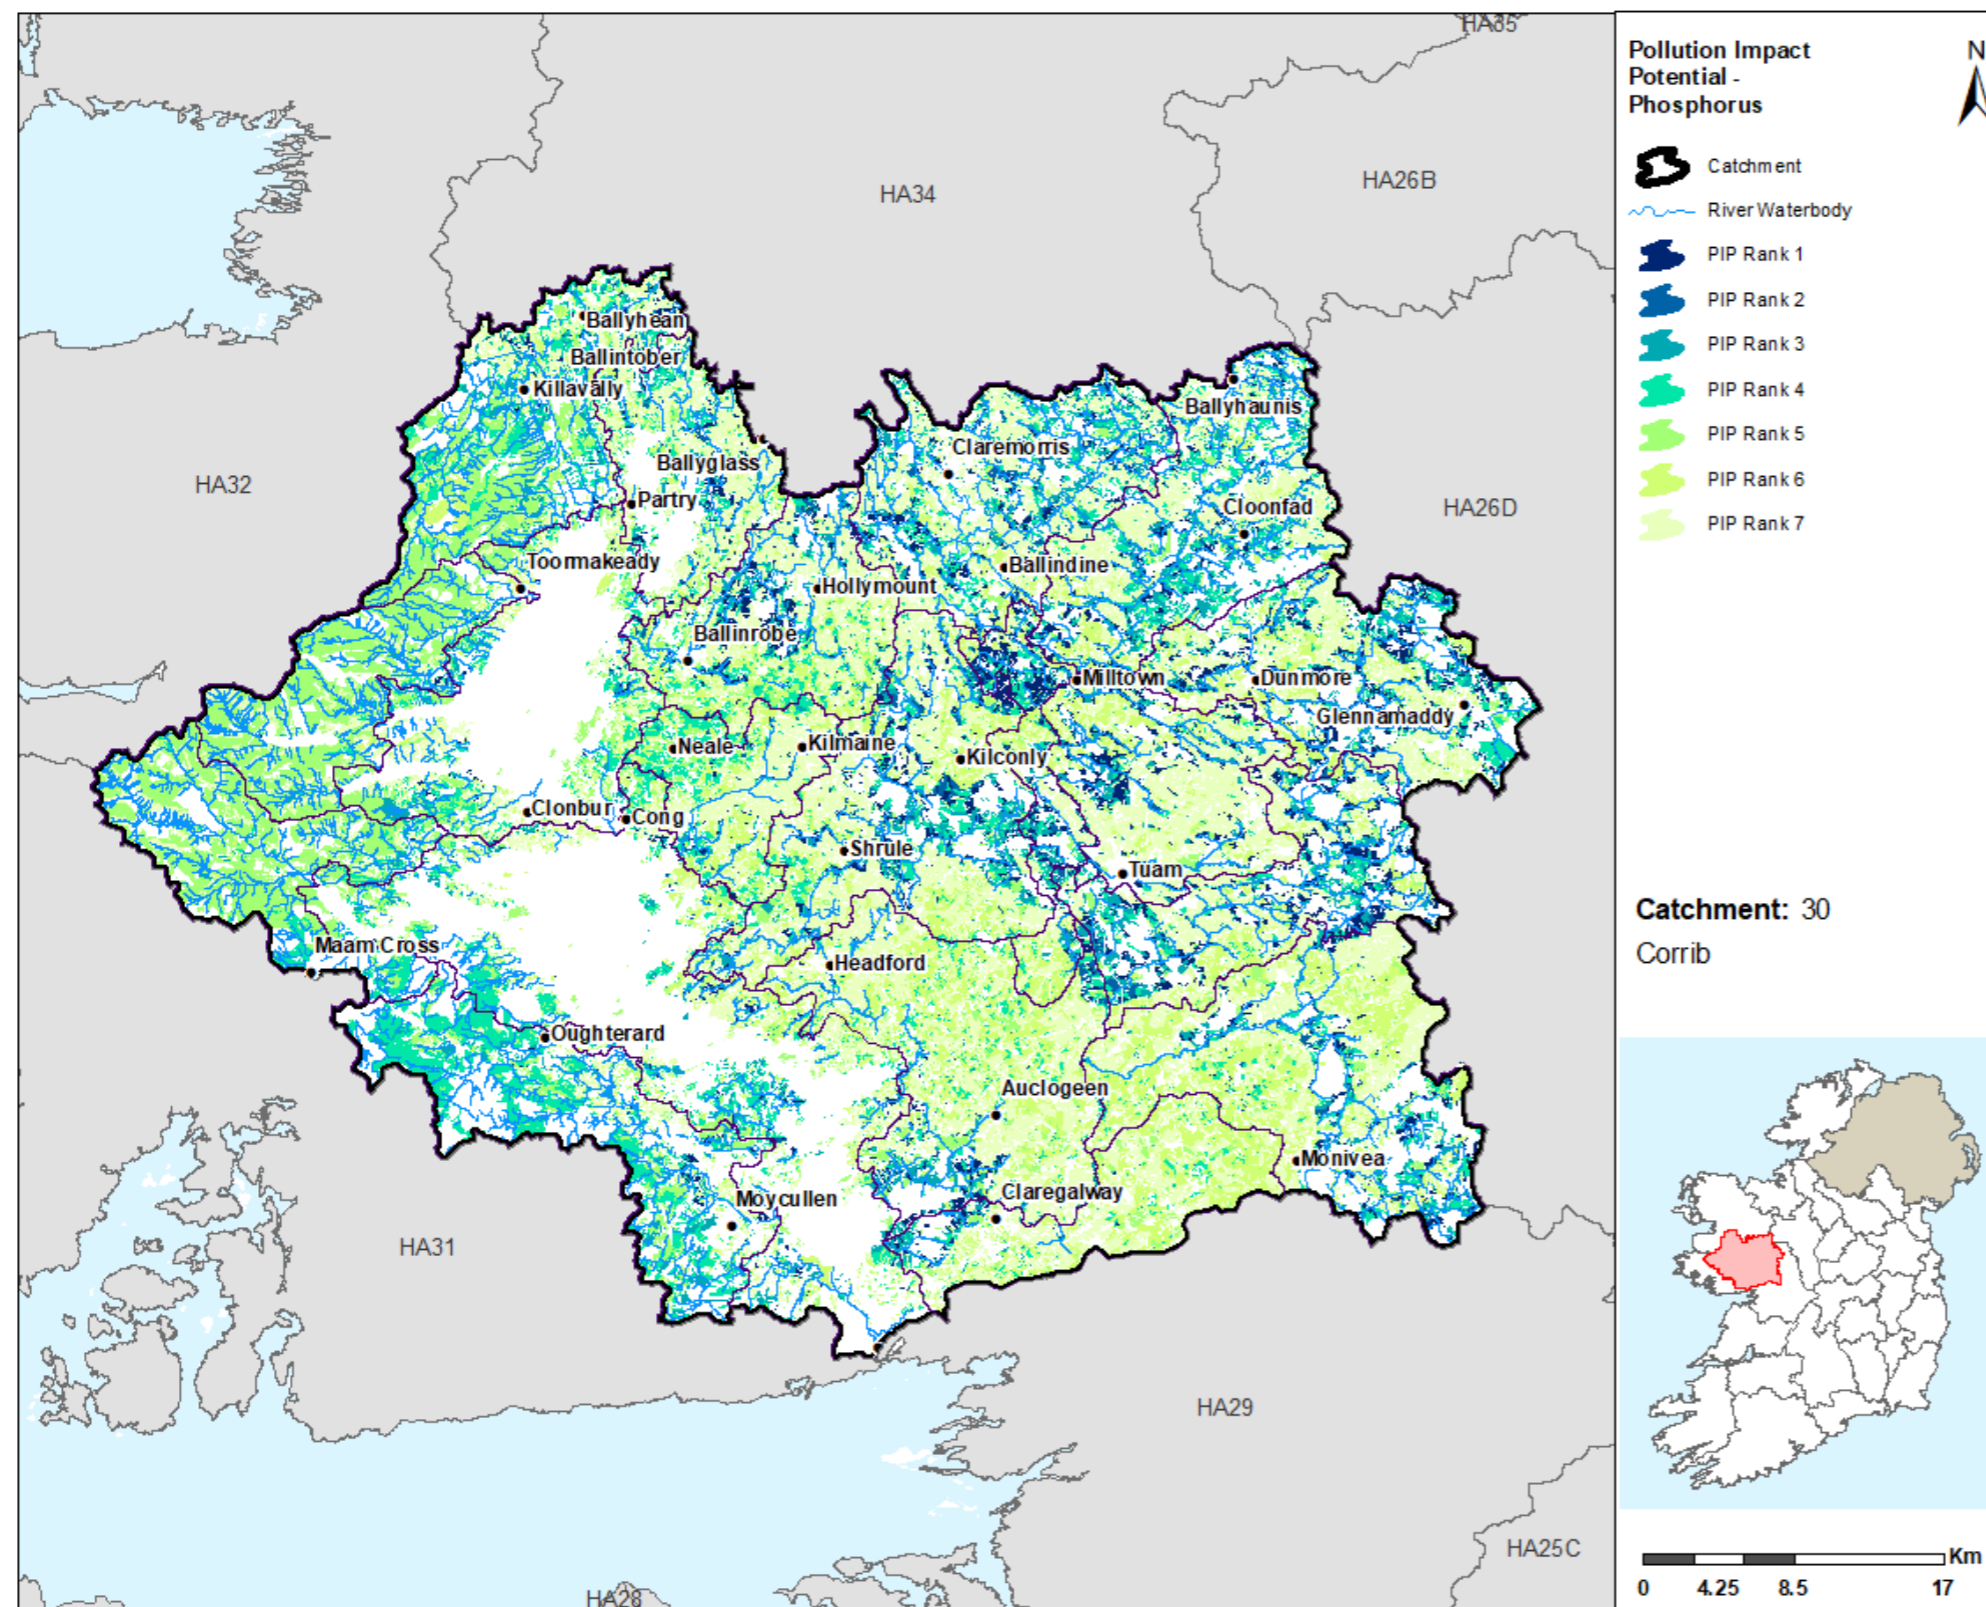 HA35
HA34
HA26B
HA32
HA26D
Ballyhean
Ballintober
Killavally
Ballyhaunis
Claremorris
Ballyglass
Partry
Cloonfad
Toormakeady
Ballindine
Hollymount
Ballinrobe
Milltown
Dunmore
Glennamaddy
Neale
Kilmaine
Kilconly
Clonbur
Cong
Shrule
Tuam
Maam Cross
Headford
Oughterard
Auclogeen
Monivea
Moycullen
Claregalway
HA31
HA29
HA25C
HA28
Pollution Impact
Potential -
Phosphorus
N
Catchment
River Waterbody
PIP Rank 1
PIP Rank 2
PIP Rank 3
PIP Rank 4
PIP Rank 5
PIP Rank 6
PIP Rank 7
Catchment: 30
Corrib
Km
0 4.25 8.5 17